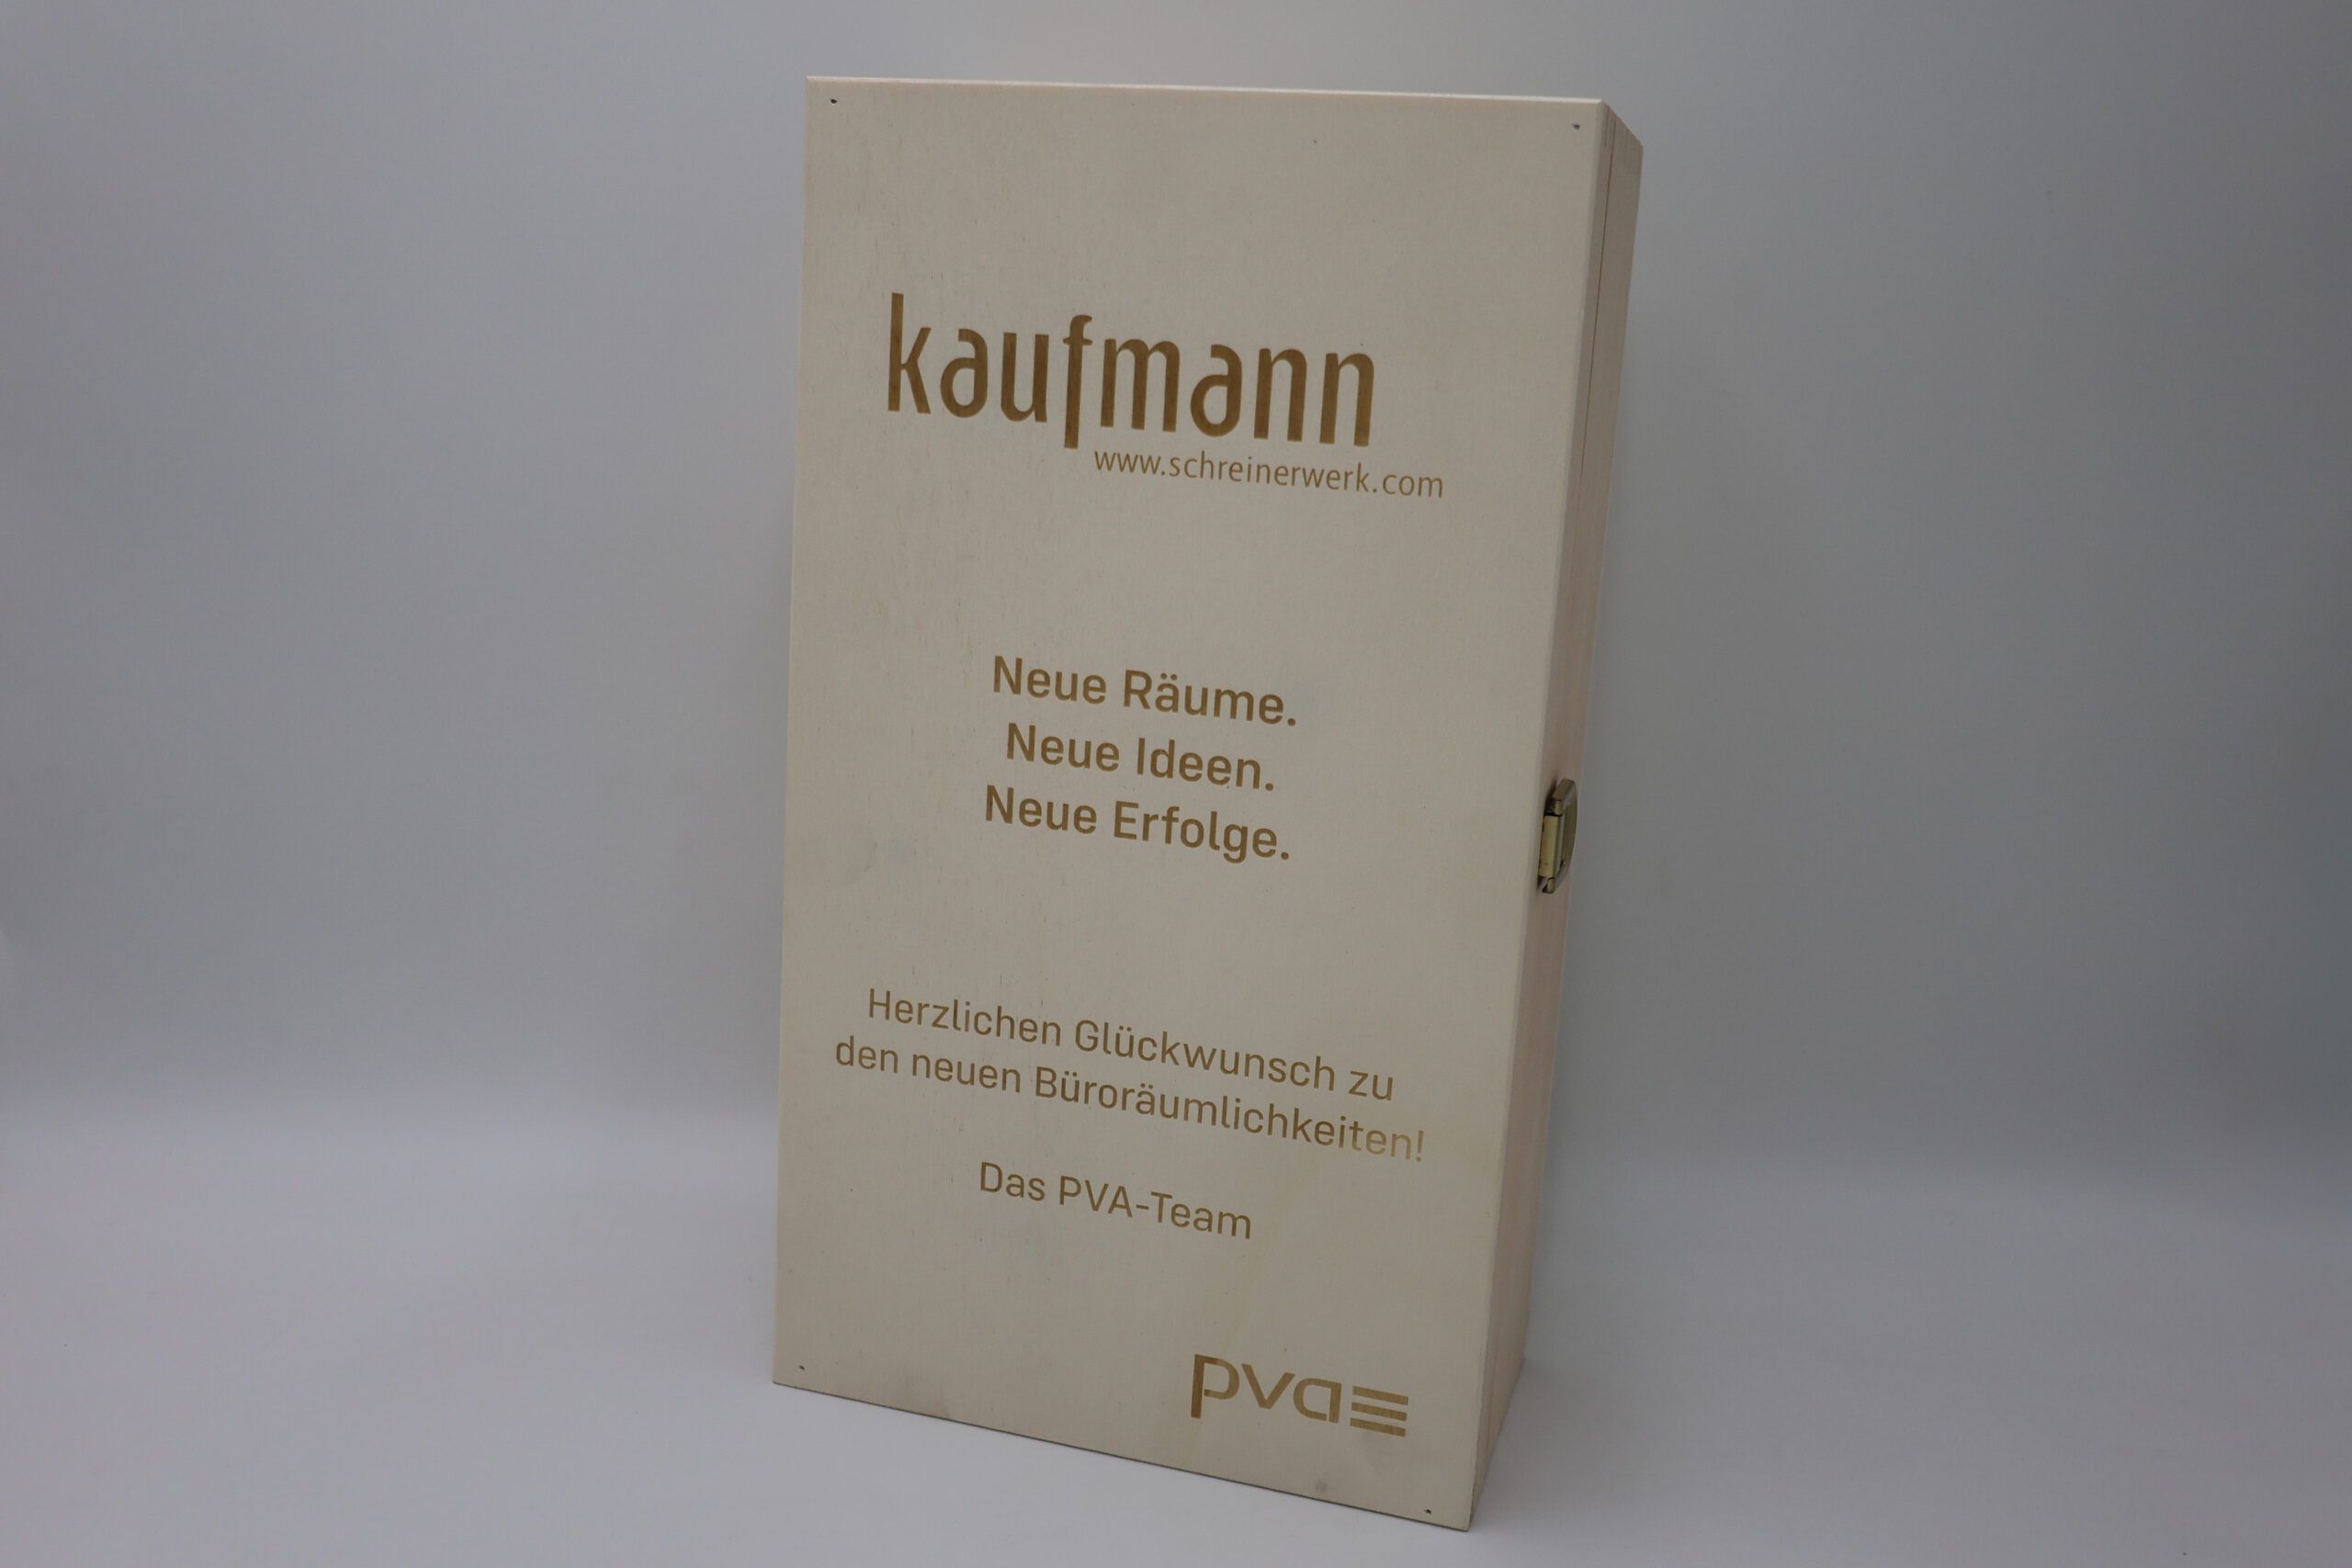 kaufmann
www.schreinerwerk.com
Neue Räume.
Neue Ideen.
Neue Erfolge.
Herzlichen Glückwunsch zu
den neuen Büroräumlichkeiten!
Das PVA-Team
pva